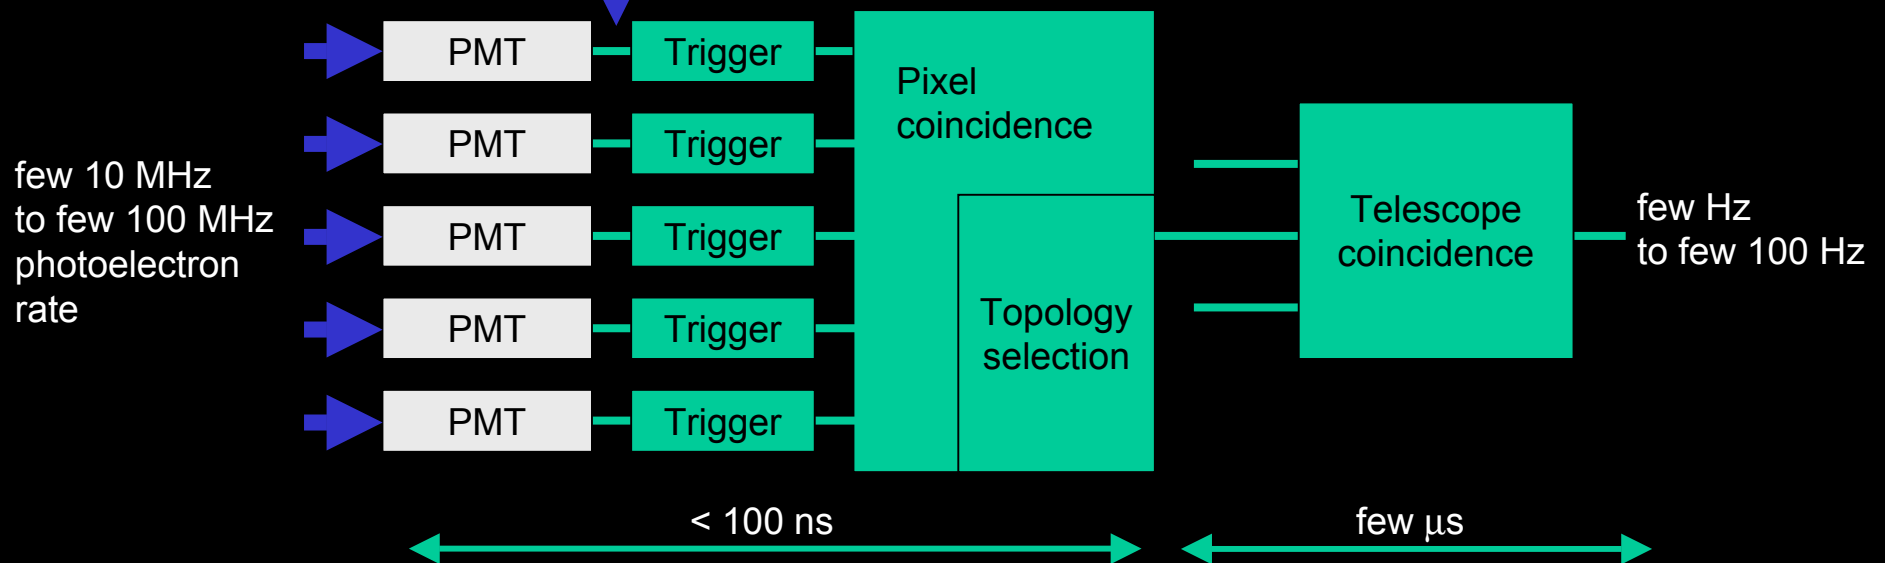 few 10 MHz
to few 100 MHz
photoelectron
rate
PMT
Trigger
PMT
Trigger
PMT
Trigger
PMT
Trigger
PMT
Trigger
Pixel
coincidence
Topology
selection
Telescope
coincidence
few Hz
to few 100 Hz
< 100 ns
few μs